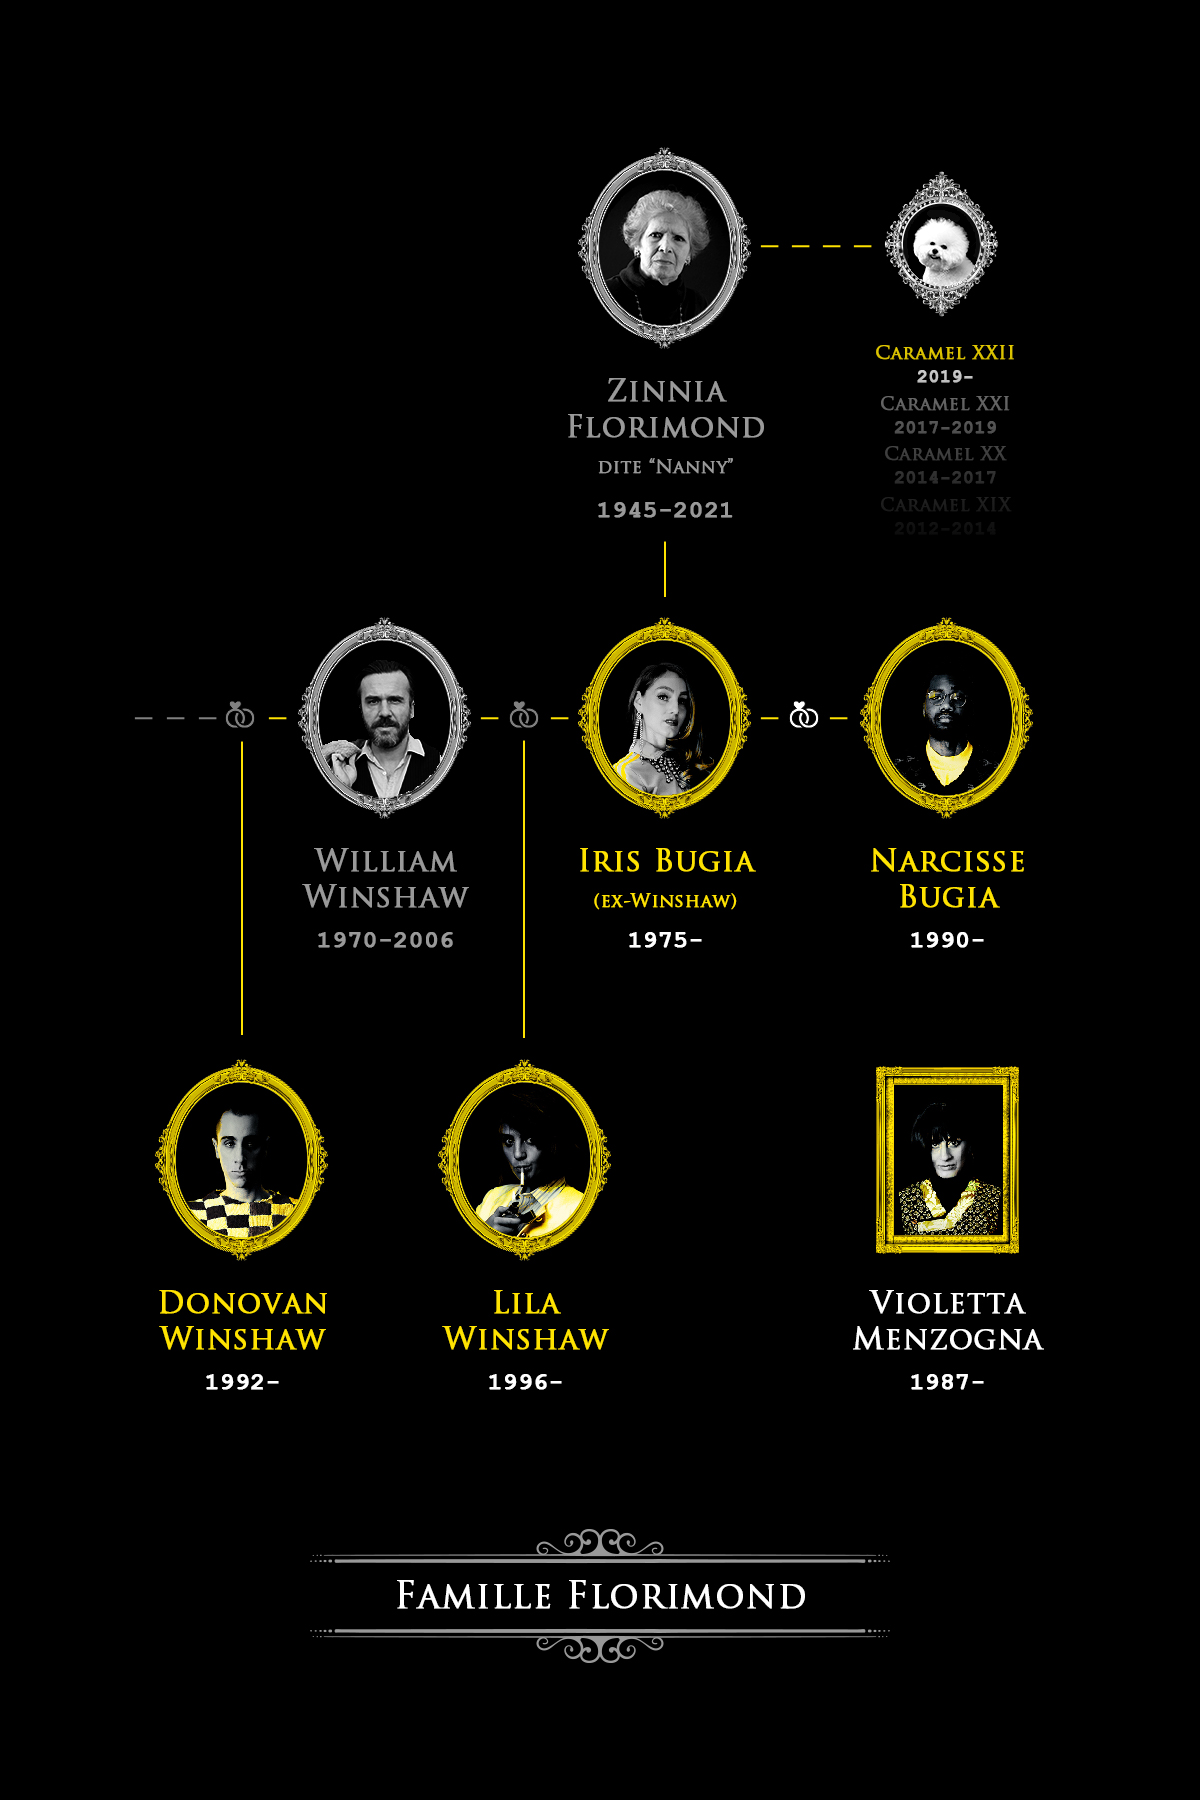 Zinnia
Florimond
dite “Nanny”
1945-2021
Caramel XXII
2019-
Caramel XXI
2017-2019
Caramel XX
2014-2017
Caramel XIX
2012-2014
William
Winshaw
1970-2006
Iris Bugia
(ex-Winshaw)
1975-
Narcisse
Bugia
1990-
Donovan
Winshaw
1992-
Lila
Winshaw
1996-
Violetta
Menzogna
1987-
Famille Florimond